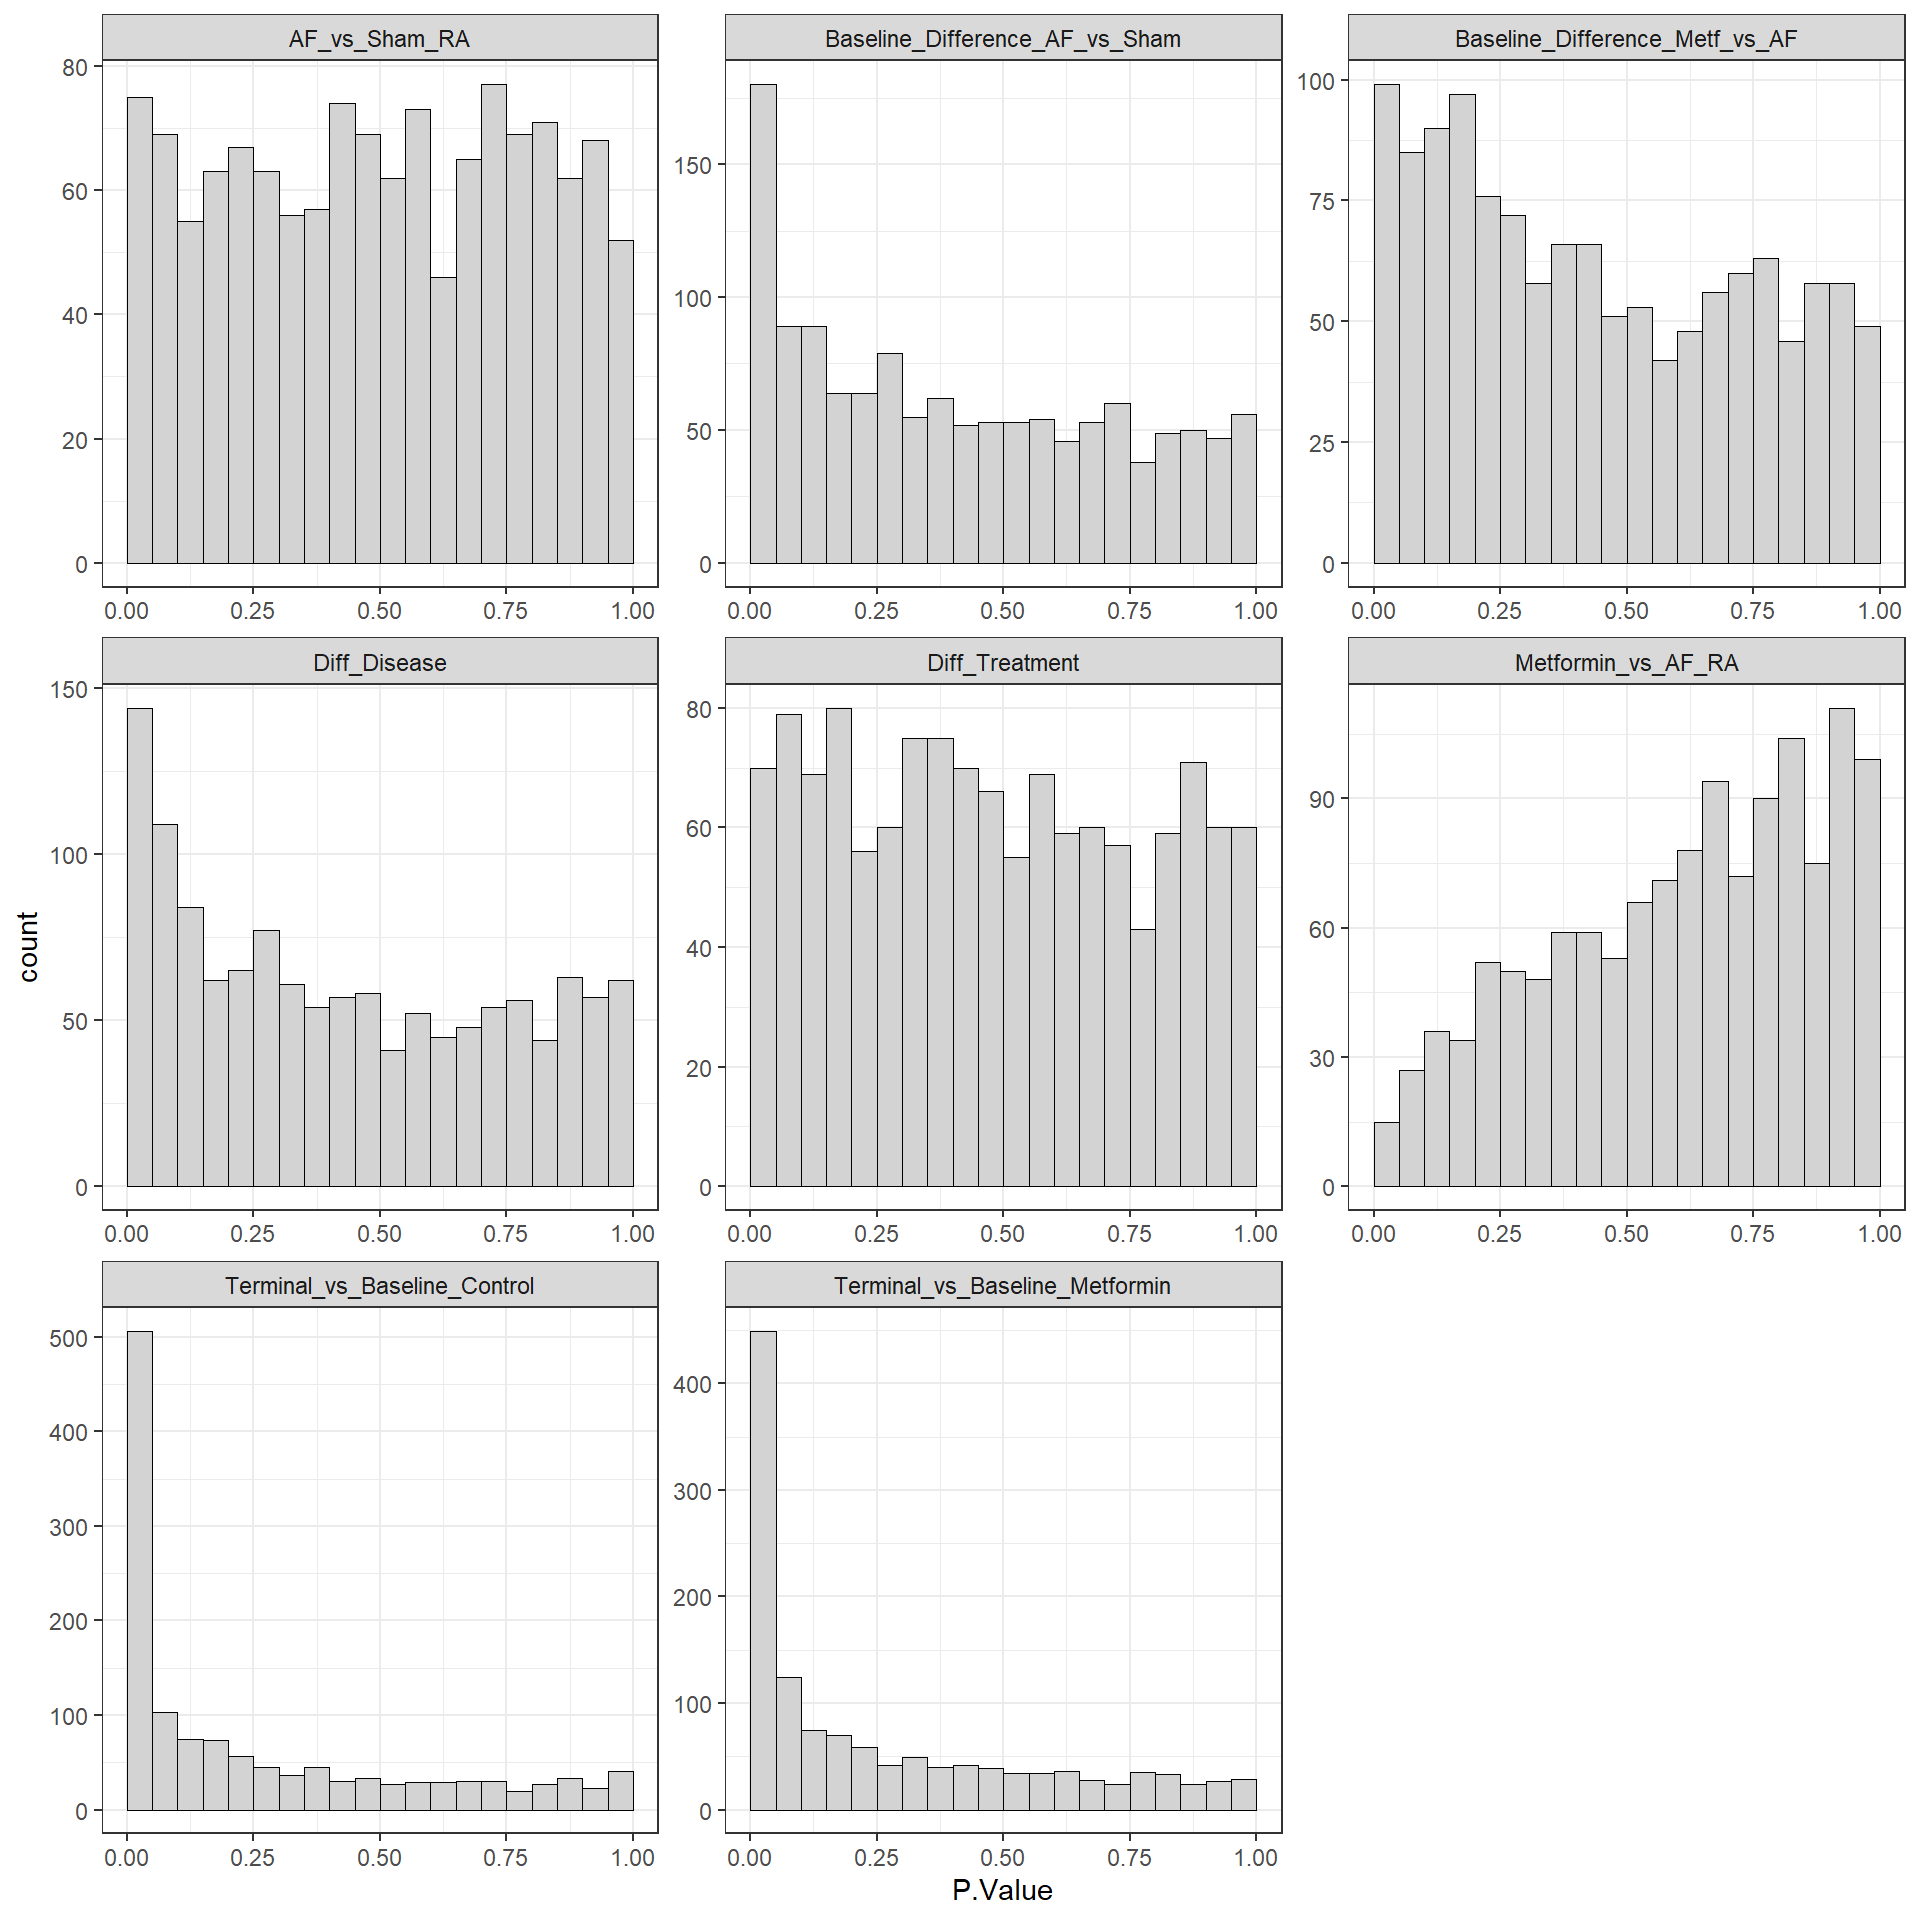 AF_vs_Sham_RA
Baseline_Difference_AF_vs_Sham
Baseline_Difference_Metf_vs_AF
80
60
40
20
0
150
100
50
0
100
75
50
25
0
0.00 0.25 0.50 0.75 1.00
0.00 0.25 0.50 0.75 1.00
0.00 0.25 0.50 0.75 1.00
Diff_Disease
Diff_Treatment
Metformin_vs_AF_RA
count
150
100
50
0
80
60
40
20
0
90
60
30
0
0.00 0.25 0.50 0.75 1.00
0.00 0.25 0.50 0.75 1.00
0.00 0.25 0.50 0.75 1.00
Terminal_vs_Baseline_Control
Terminal_vs_Baseline_Metformin
500
400
300
200
100
0
400
300
200
100
0
0.00 0.25 0.50 0.75 1.00
0.00 0.25 0.50 0.75 1.00
P.Value